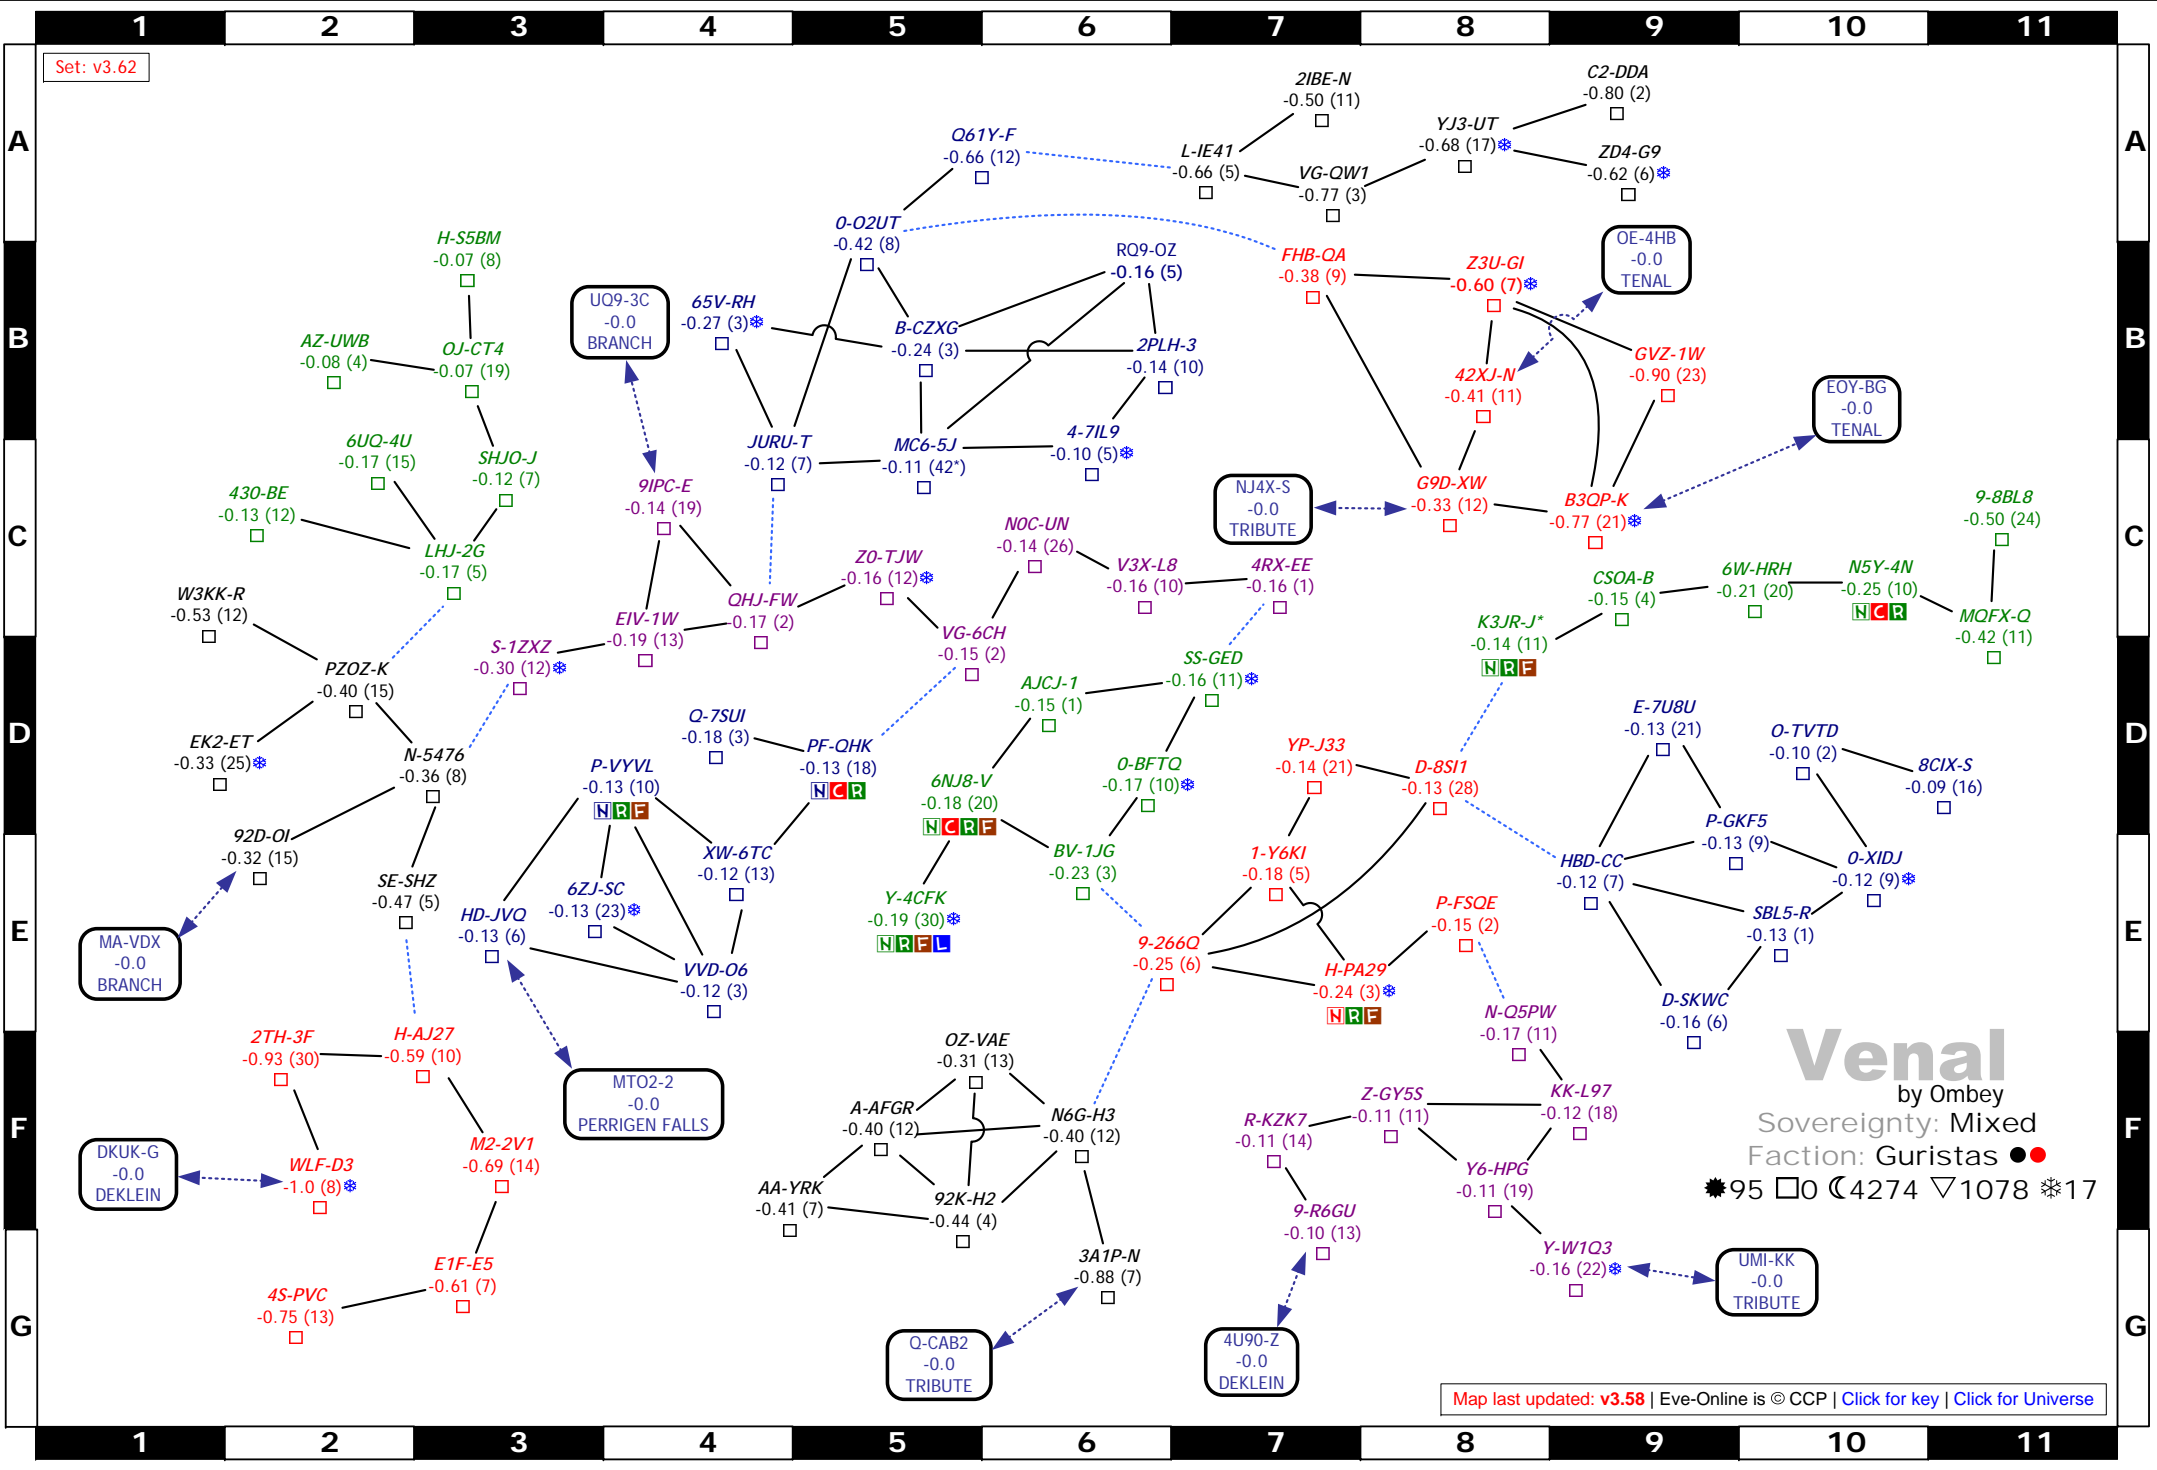 1 2 3 4 5 6 7 8 9 10 11
Set: v3.62
A
A
2IBE-N
-0.50 (11)
C2-DDA
-0.80 (2)
YJ3-UT
-0.68 (17)
Q61Y-F
-0.66 (12)
L-IE41
-0.66 (5)
VG-QW1
-0.77 (3)
ZD4-G9
-0.62 (6)
0-O2UT
-0.42 (8)
B
B
H-S5BM
-0.07 (8)
RQ9-OZ
-0.16 (5)
FHB-QA
-0.38 (9)
Z3U-GI
-0.60 (7)
OE-4HB
-0.0
TENAL
UQ9-3C
-0.0
BRANCH
65V-RH
-0.27 (3)
B-CZXG
-0.24 (3)
2PLH-3
-0.14 (10)
AZ-UWB
-0.08 (4)
OJ-CT4
-0.07 (19)
42XJ-N
-0.41 (11)
GVZ-1W
-0.90 (23)
EOY-BG
-0.0
TENAL
C
C
6UQ-4U
-0.17 (15)
SHJO-J
-0.12 (7)
JURU-T
-0.12 (7)
MC6-5J
-0.11 (42*)
4-7IL9
-0.10 (5)
430-BE
-0.13 (12)
9IPC-E
-0.14 (19)
NJ4X-S
-0.0
TRIBUTE
G9D-XW
-0.33 (12)
B3QP-K
-0.77 (21)
9-8BL8
-0.50 (24)
LHJ-2G
-0.17 (5)
N0C-UN
-0.14 (26)
Z0-TJW
-0.16 (12)
V3X-L8
-0.16 (10)
4RX-EE
-0.16 (1)
CSOA-B
-0.15 (4)
6W-HRH
-0.21 (20)
N5Y-4N
-0.25 (10)
N C R
W3KK-R
-0.53 (12)
EIV-1W
-0.19 (13)
QHJ-FW
-0.17 (2)
MQFX-Q
-0.42 (11)
D
D
S-1ZXZ
-0.30 (12)
VG-6CH
-0.15 (2)
K3JR-J*
-0.14 (11)
N R F
PZOZ-K
-0.40 (15)
AJCJ-1
-0.15 (1)
SS-GED
-0.16 (11)
Q-7SUI
-0.18 (3)
PF-QHK
-0.13 (18)
N C R
E-7U8U
-0.13 (21)
O-TVTD
-0.10 (2)
EK2-ET
-0.33 (25)
N-5476
-0.36 (8)
P-VYVL
-0.13 (10)
N R F
6NJ8-V
-0.18 (20)
N C R F
0-BFTQ
-0.17 (10)
YP-J33
-0.14 (21)
D-8SI1
-0.13 (28)
8CIX-S
-0.09 (16)
E
E
92D-OI
-0.32 (15)
XW-6TC
-0.12 (13)
BV-1JG
-0.23 (3)
1-Y6KI
-0.18 (5)
P-GKF5
-0.13 (9)
HBD-CC
-0.12 (7)
0-XIDJ
-0.12 (9)
SE-SHZ
-0.47 (5)
6ZJ-SC
-0.13 (23)
HD-JVQ
-0.13 (6)
Y-4CFK
-0.19 (30)
N R F L
P-FSQE
-0.15 (2)
SBL5-R
-0.13 (1)
MA-VDX
-0.0
BRANCH
VVD-O6
-0.12 (3)
9-266Q
-0.25 (6)
H-PA29
-0.24 (3)
N R F
D-SKWC
-0.16 (6)
N-Q5PW
-0.17 (11)
F
F
2TH-3F
-0.93 (30)
H-AJ27
-0.59 (10)
OZ-VAE
-0.31 (13)
MTO2-2
-0.0
PERRIGEN FALLS
A-AFGR
-0.40 (12)
N6G-H3
-0.40 (12)
R-KZK7
-0.11 (14)
Z-GY5S
-0.11 (11)
KK-L97
-0.12 (18)
Venal
by Ombey
Sovereignty: Mixed
Faction: Guristas
95 0 4274 1078 17
DKUK-G
-0.0
DEKLEIN
WLF-D3
-1.0 (8)
M2-2V1
-0.69 (14)
AA-YRK
-0.41 (7)
92K-H2
-0.44 (4)
Y6-HPG
-0.11 (19)
9-R6GU
-0.10 (13)
G
G
4S-PVC
-0.75 (13)
E1F-E5
-0.61 (7)
3A1P-N
-0.88 (7)
Y-W1Q3
-0.16 (22)
UMI-KK
-0.0
TRIBUTE
Q-CAB2
-0.0
TRIBUTE
4U90-Z
-0.0
DEKLEIN
Map last updated: v3.58 | Eve-Online is © CCP | Click for key | Click for Universe
1 2 3 4 5 6 7 8 9 10 11